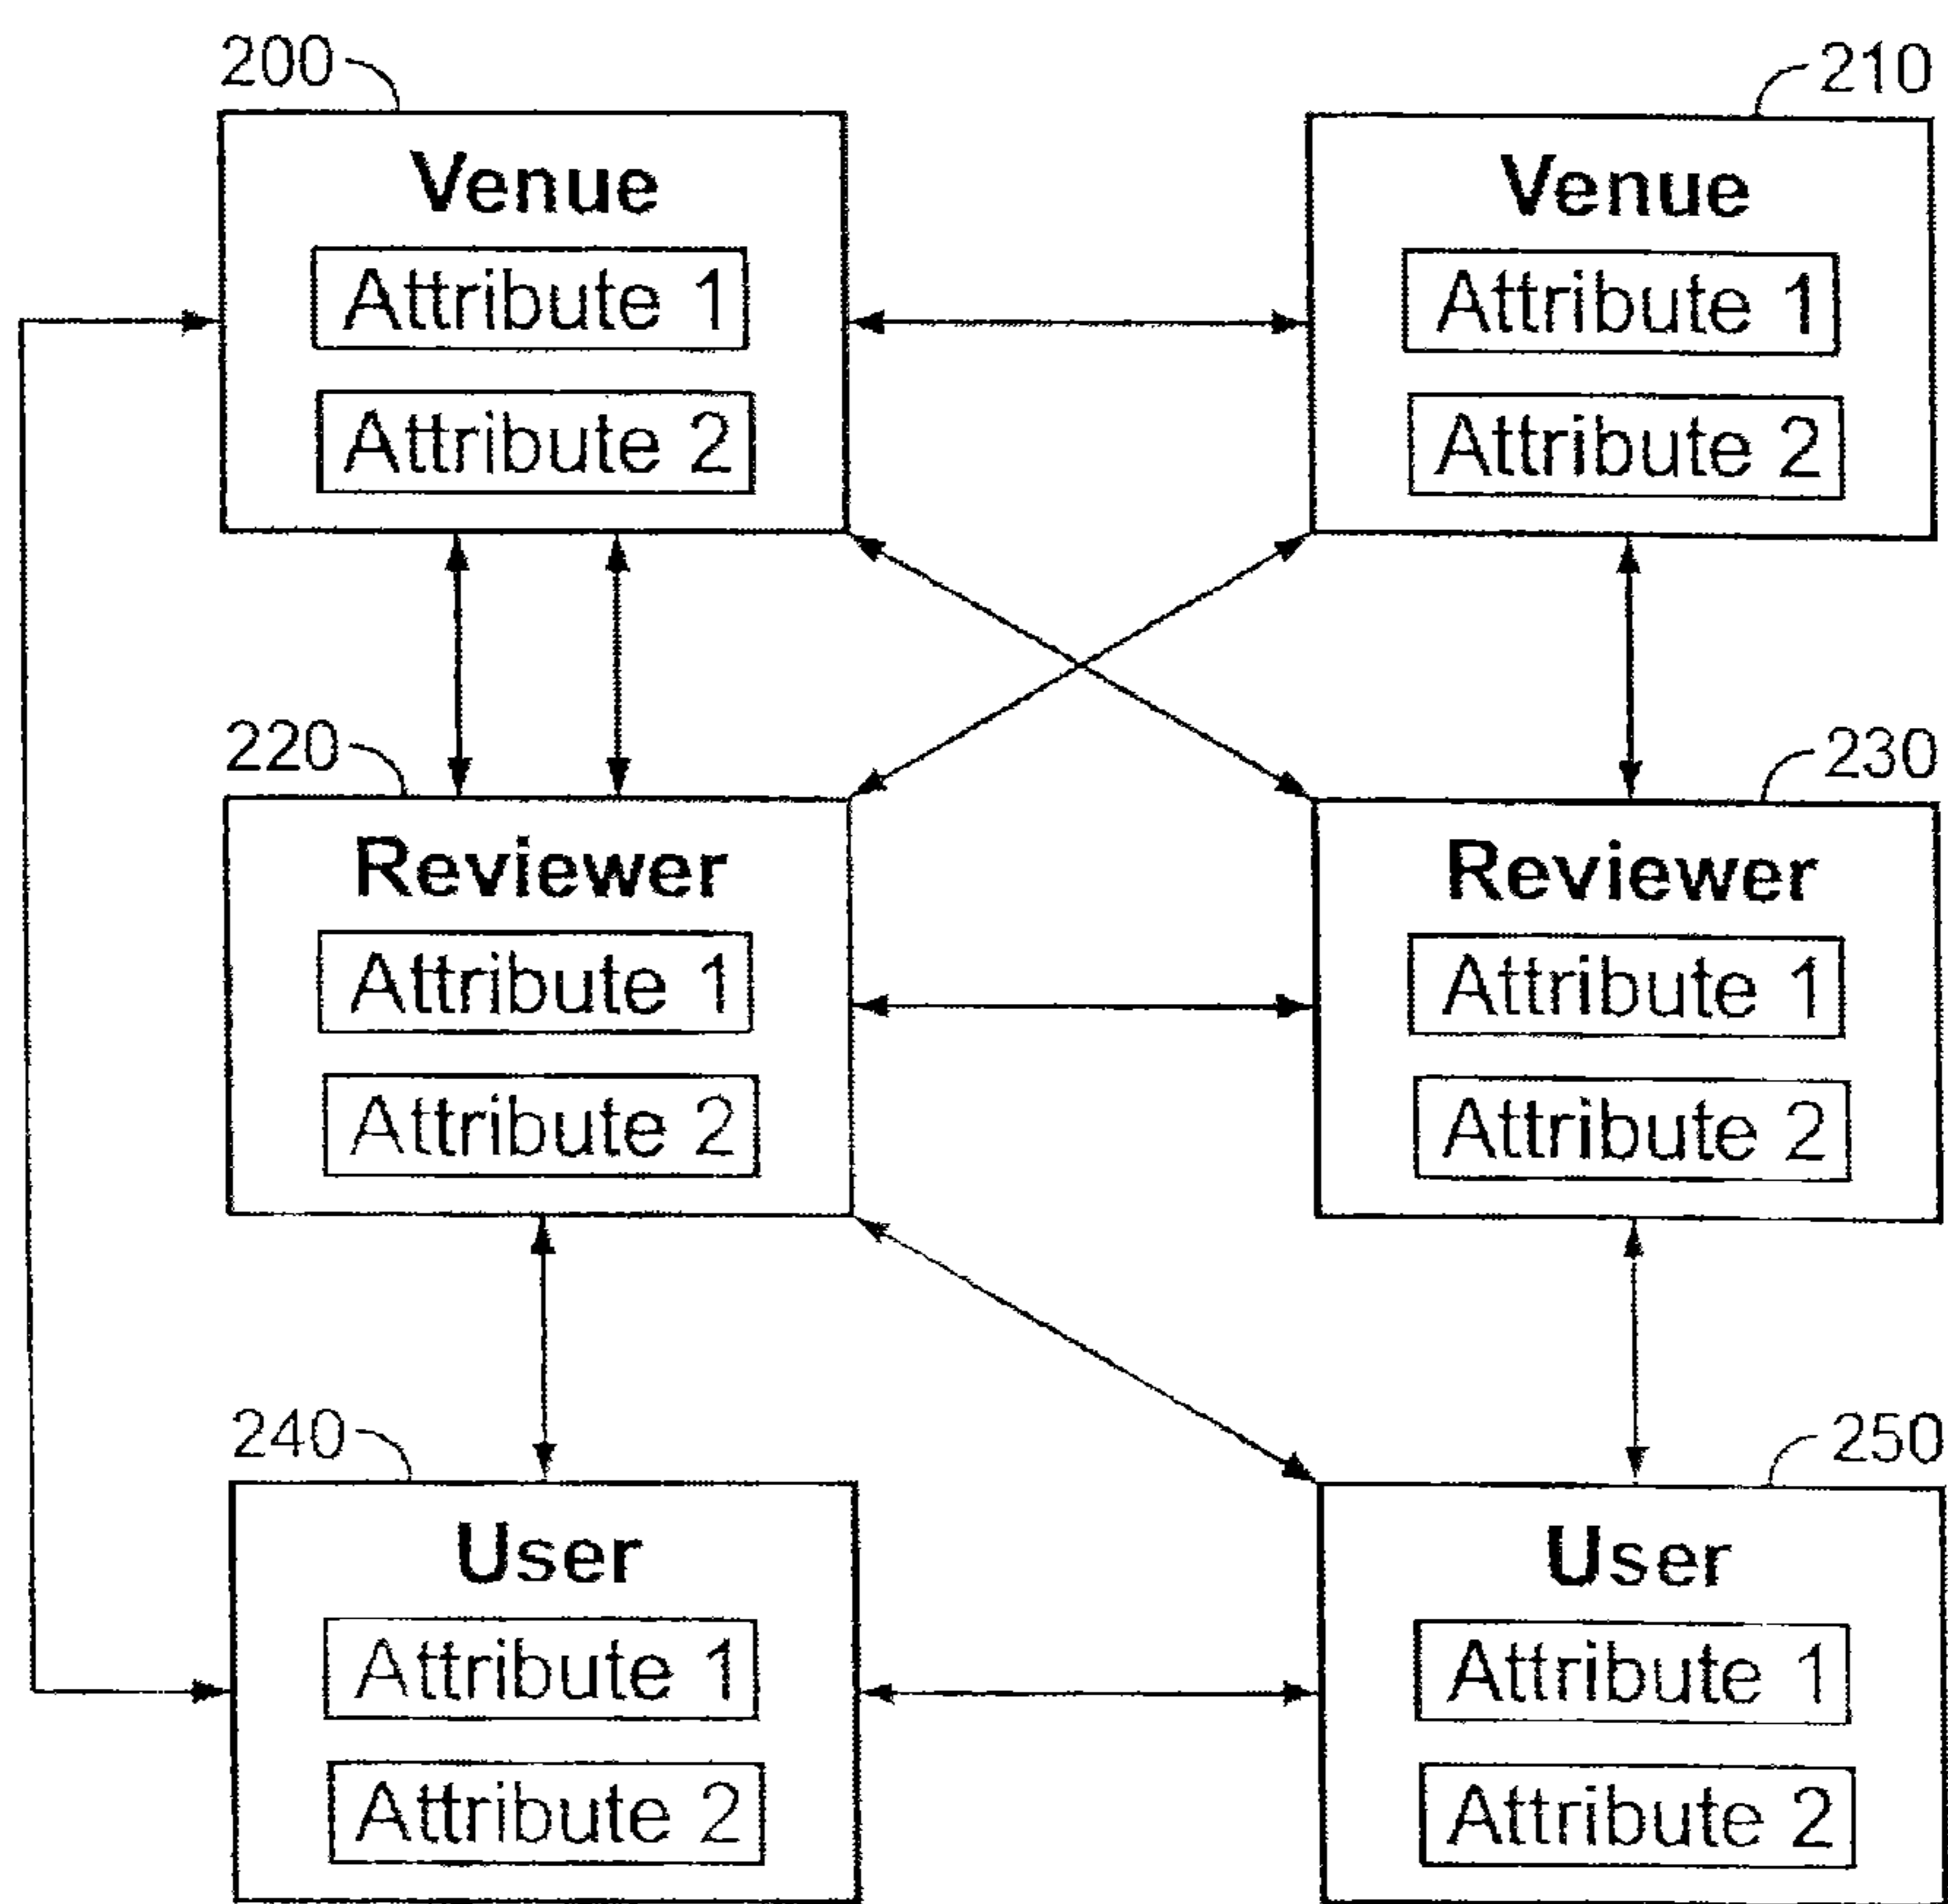 200
210
Venue
Attribute 1
Attribute 2
Venue
Attribute 1
Attribute 2
220
230
Reviewer
Attribute 1
Attribute 2
Reviewer
Attribute 1
Attribute 2
240
250
User
Attribute 1
Attribute 2
User
Attribute 1
Attribute 2